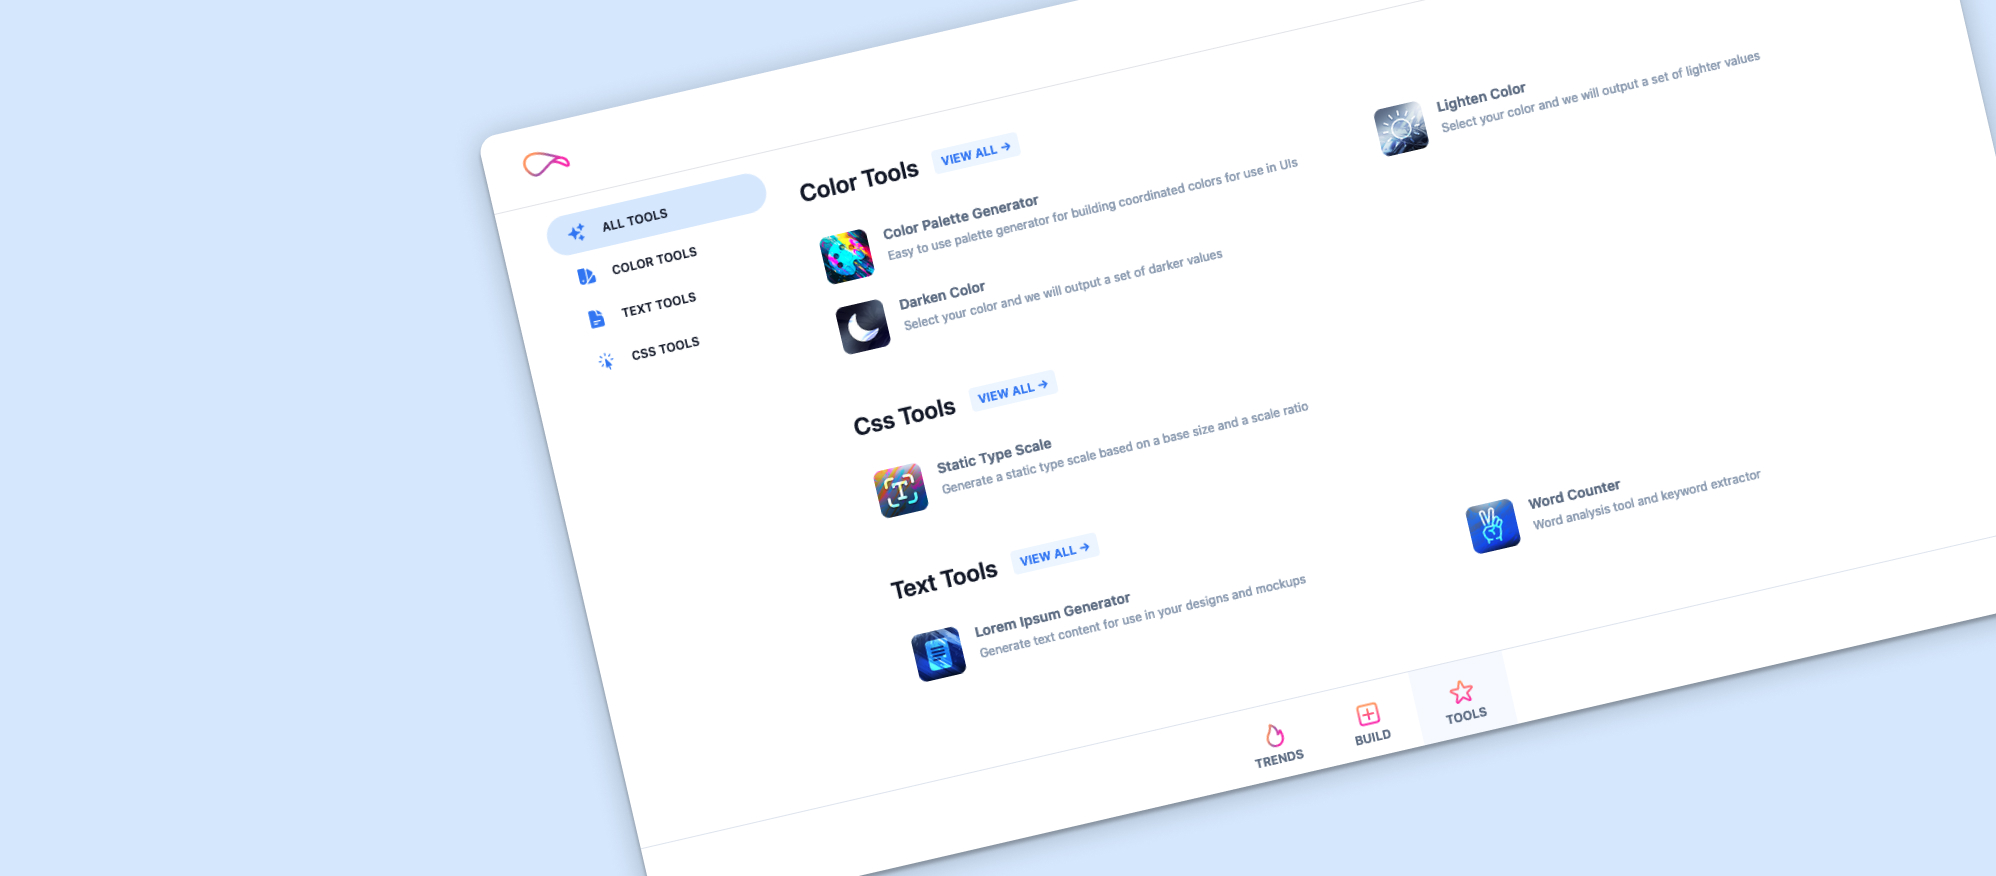 ALL TOOLS
COLOR TOOLS
TEXT TOOLS
CSS TOOLS
Color Tools
VIEW ALL →
Color Palette Generator
Easy to use palette generator for building coordinated colors for use in UIs
Lighten Color
Select your color and we will output a set of lighter values
Darken Color
Select your color and we will output a set of darker values
Css Tools
VIEW ALL →
Static Type Scale
Generate a static type scale based on a base size and a scale ratio
Text Tools
VIEW ALL →
Lorem Ipsum Generator
Generate text content for use in your designs and mockups
Word Counter
Word analysis tool and keyword extractor
TRENDS
BUILD
TOOLS